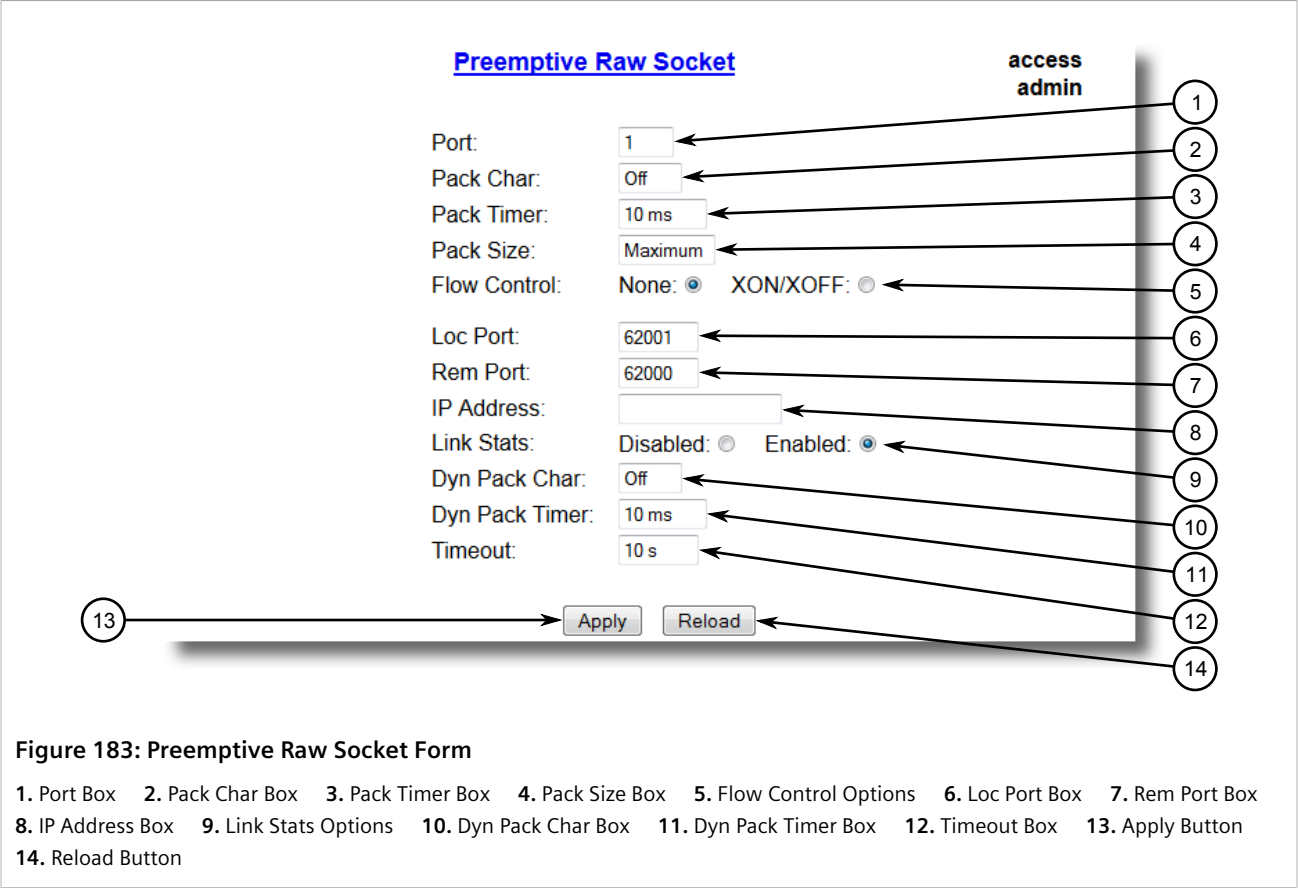 Preemptive Raw Socket
access
admin
Port: 1
Pack Char: Off
Pack Timer: 10 ms
Pack Size: Maximum
Flow Control: None: XON/XOFF:
Loc Port: 62001
Rem Port: 62000
IP Address:
Link Stats: Disabled: Enabled:
Dyn Pack Char: Off
Dyn Pack Timer: 10 ms
Timeout: 10 s
Apply Reload
1
2
3
4
5
6
7
8
9
10
11
12
13
14
Figure 183: Preemptive Raw Socket Form
1. Port Box 2. Pack Char Box 3. Pack Timer Box 4. Pack Size Box 5. Flow Control Options 6. Loc Port Box 7. Rem Port Box
8. IP Address Box 9. Link Stats Options 10. Dyn Pack Char Box 11. Dyn Pack Timer Box 12. Timeout Box 13. Apply Button
14. Reload Button